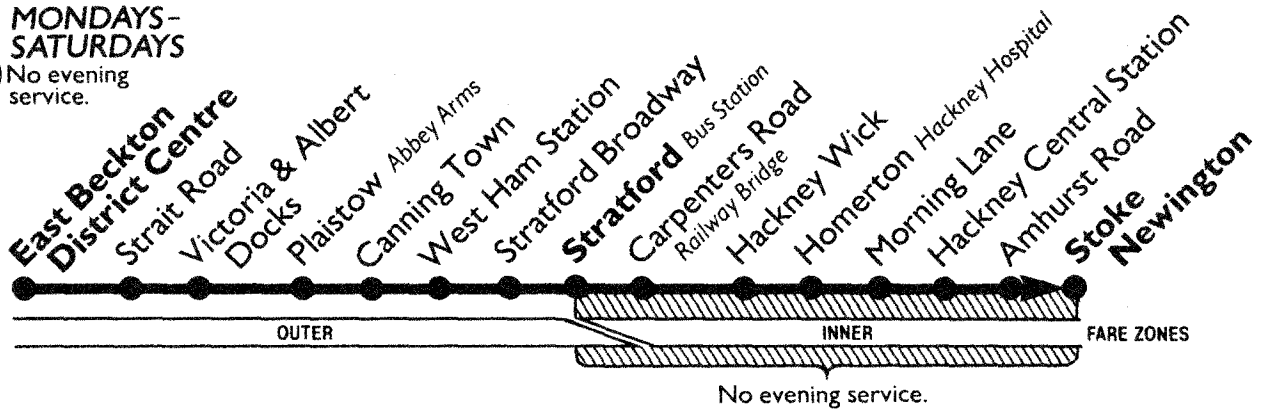 MONDAYS-
SATURDAYS
No evening
service.
East Beckton
District Centre
Strait Road
Victoria & Albert
Docks
Plaistow Abbey Arms
Canning Town
West Ham Station
Stratford Broadway
Stratford Bus Station
Carpenters Road
Railway Bridge
Hackney Wick
Homerton Hackney Hospital
Morning Lane
Hackney Central Station
Amhurst Road
Stoke
Newington
OUTER
INNER
FARE ZONES
No evening service.